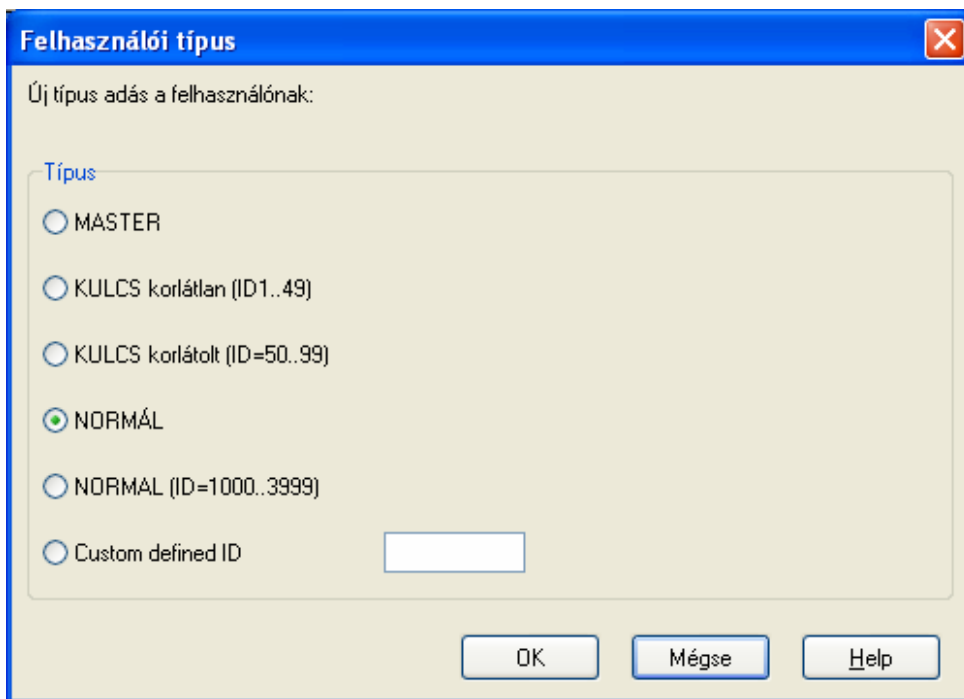 Felhasználói típus
Új típus adás a felhasználónak:
Típus
MASTER
KULCS korlátlan (ID1..49)
KULCS korlátolt (ID=50..99)
NORMÁL
NORMAL (ID=1000..3999)
Custom defined ID
OK Mégse Help